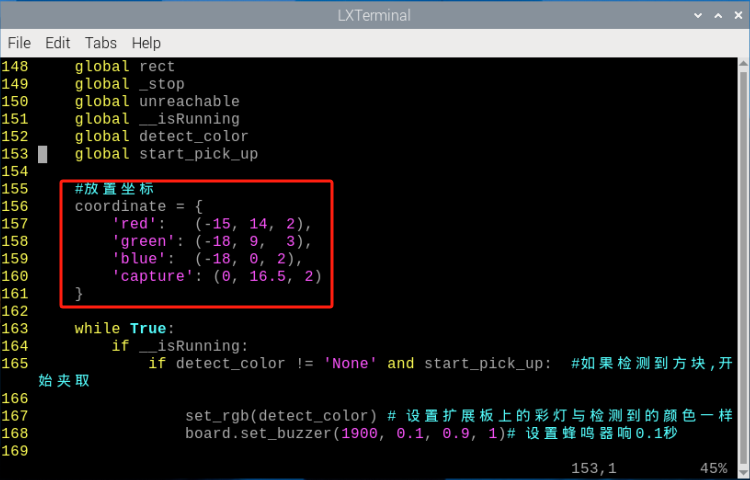 LXTerminal
File Edit Tabs Help
148     global rect
149     global _stop
150     global unreachable
151     global __isRunning
152     global detect_color
153     global start_pick_up
154
155     #放置坐标
156     coordinate = {
157         'red':   (-15, 14, 2),
158         'green': (-18, 9,  3),
159         'blue':  (-18, 0, 2),
160         'capture': (0, 16.5, 2)
161     }
162
163     while True:
164         if __isRunning:
165             if detect_color != 'None' and start_pick_up:  #如果检测到方块,开
始夹取
166
167                 set_rgb(detect_color) # 设置扩展板上的彩灯与检测到的颜色一样
168                 board.set_buzzer(1900, 0.1, 0.9, 1)# 设置蜂鸣器响0.1秒
169
153,1 45%